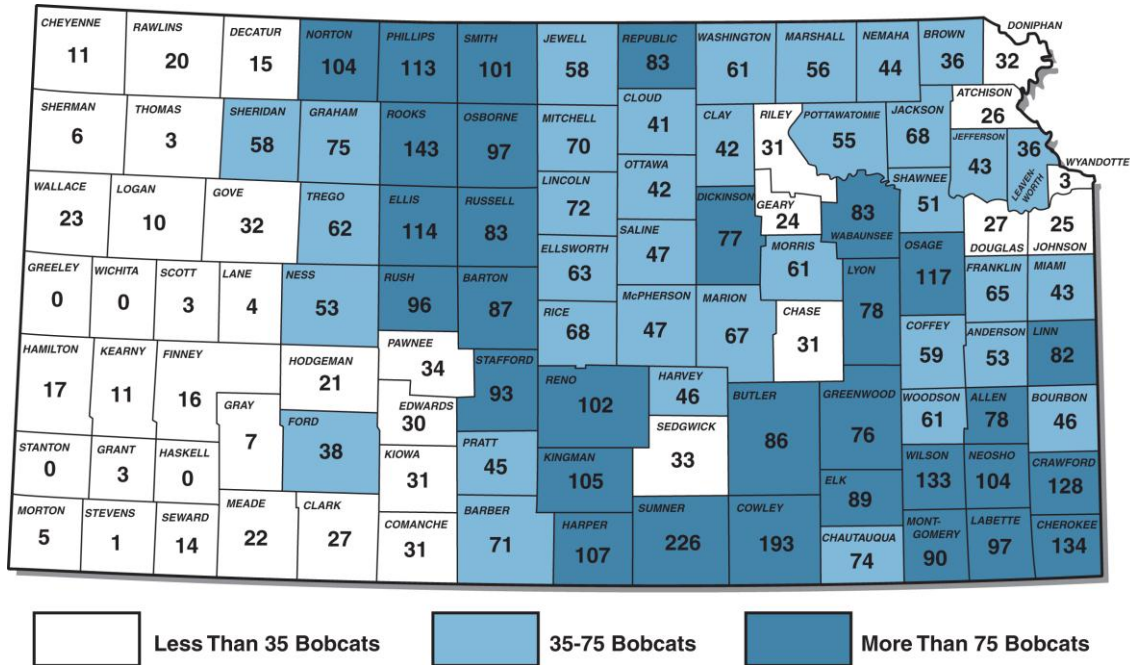 CHEYENNE
11
RAWLINS
20
DECATUR
15
NORTON
104
PHILLIPS
113
SMITH
101
JEWELL
58
REPUBLIC
83
WASHINGTON
61
MARSHALL
56
NEMAHA
44
BROWN
36
DONIPHAN
32
ATCHISON
26
SHERMAN
6
THOMAS
3
SHERIDAN
58
GRAHAM
75
ROOKS
143
OSBORNE
97
MITCHELL
70
CLOUD
41
CLAY
42
RILEY
31
POTTAWATOMIE
55
JACKSON
68
JEFFERSON
43
36
LEAVEN-
WORTH
WYANDOTTE
3
WALLACE
23
LOGAN
10
GOVE
32
TREGO
62
ELLIS
114
RUSSELL
83
LINCOLN
72
OTTAWA
42
DICKINSON
77
GEARY
24
83
WABAUNSEE
SHAWNEE
51
27
DOUGLAS
25
JOHNSON
ELLSWORTH
63
SALINE
47
MORRIS
61
LYON
78
OSAGE
117
FRANKLIN
65
MIAMI
43
GREELEY
0
WICHITA
0
SCOTT
3
LANE
4
NESS
53
RUSH
96
BARTON
87
RICE
68
McPHERSON
47
MARION
67
CHASE
31
COFFEY
59
ANDERSON
53
LINN
82
HAMILTON
17
KEARNY
11
FINNEY
16
HODGEMAN
21
PAWNEE
34
STAFFORD
93
RENO
102
HARVEY
46
BUTLER
86
GREENWOOD
76
WOODSON
61
ALLEN
78
BOURBON
46
GRAY
7
FORD
38
EDWARDS
30
PRATT
45
KIOWA
31
KINGMAN
105
SEDGWICK
33
ELK
89
WILSON
133
NEOSHO
104
CRAWFORD
128
STANTON
0
GRANT
3
HASKELL
0
MORTON
5
STEVENS
1
SEWARD
14
MEADE
22
CLARK
27
COMANCHE
31
BARBER
71
HARPER
107
SUMNER
226
COWLEY
193
CHAUTAUQUA
74
MONT-
GOMERY
90
LABETTE
97
CHEROKEE
134
Less Than 35 Bobcats
35-75 Bobcats
More Than 75 Bobcats